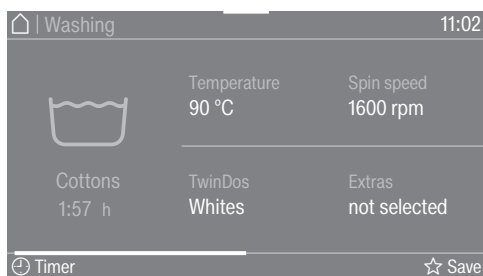 | Washing 11:02
Temperature Spin speed
90 °C 1600 rpm
Cottons TwinDos Extras
1:57 h Whites not selected
Timer Save